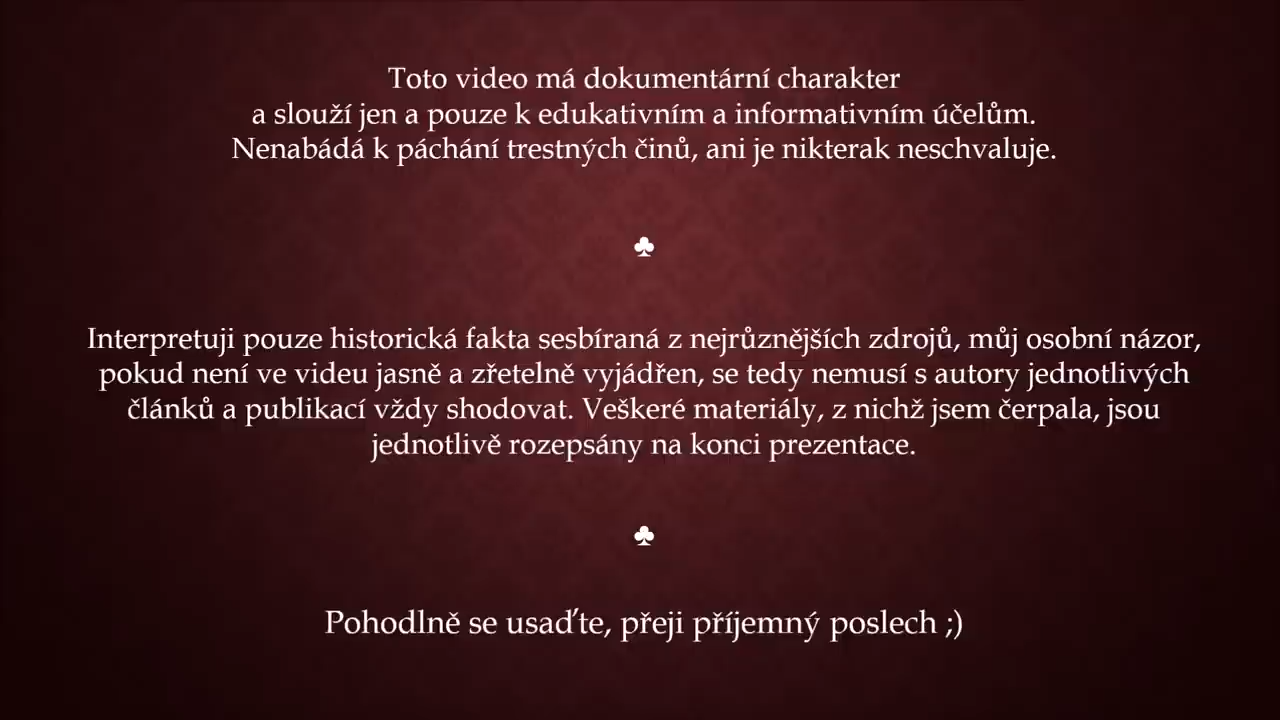 Toto video má dokumentární charakter
a slouží jen a pouze k edukativním a informativním účelům.
Nenabádá k páchání trestných činů, ani je nikterak neschvaluje.
♣
Interpretuji pouze historická fakta sesbíraná z nejrůznějších zdrojů, můj osobní názor,
pokud není ve videu jasně a zřetelně vyjádřen, se tedy nemusí s autory jednotlivých
článků a publikací vždy shodovat. Veškeré materiály, z nichž jsem čerpala, jsou
jednotlivě rozepsány na konci prezentace.
♣
Pohodlně se usaďte, přeji příjemný poslech ;)